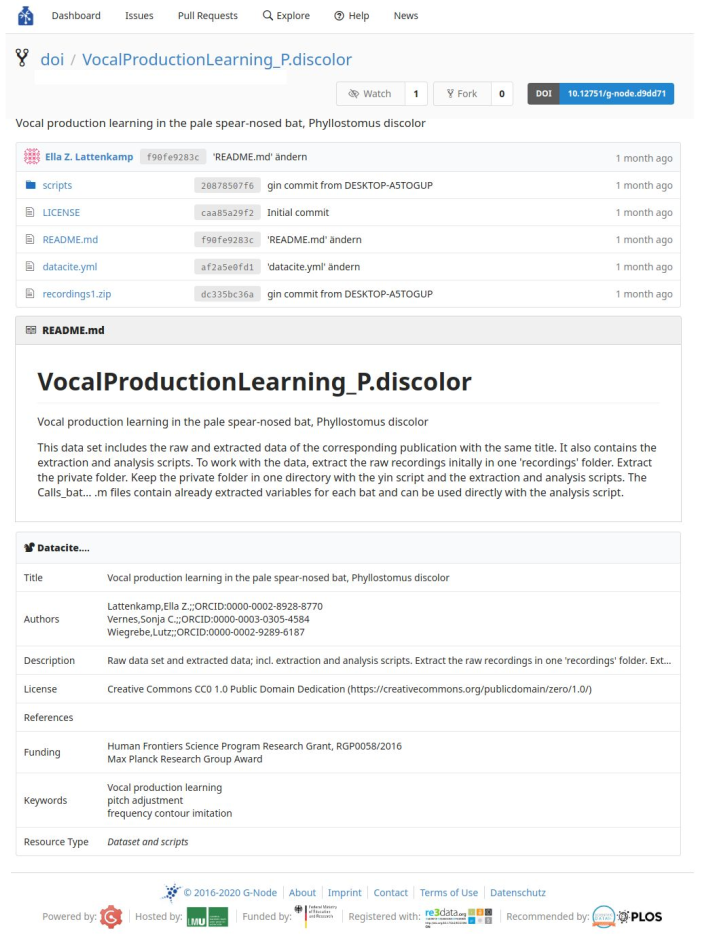 Dashboard Issues Pull Requests Explore Help News
doi / VocalProductionLearning_P.discolor
Watch 1 Fork 0 DOI 10.12751/g-node.d9dd71
Vocal production learning in the pale spear-nosed bat, Phyllostomus discolor
Ella Z. Lattenkamp f90fe9283c 'README.md' ändern 1 month ago
scripts 20878507f6 gin commit from DESKTOP-A5TOGUP 1 month ago
LICENSE caa85a29f2 Initial commit 1 month ago
README.md f90fe9283c 'README.md' ändern 1 month ago
datacite.yml af2a5e0fd1 'datacite.yml' ändern 1 month ago
recordings1.zip dc335bc36a gin commit from DESKTOP-A5TOGUP 1 month ago
README.md
VocalProductionLearning_P.discolor
Vocal production learning in the pale spear-nosed bat, Phyllostomus discolor
This data set includes the raw and extracted data of the corresponding publication with the same title. It also contains the
extraction and analysis scripts. To work with the data, extract the raw recordings initally in one 'recordings' folder. Extract
the private folder. Keep the private folder in one directory with the yin script and the extraction and analysis scripts. The
Calls_bat... .m files contain already extracted variables for each bat and can be used directly with the analysis script.
Datacite....
Title Vocal production learning in the pale spear-nosed bat, Phyllostomus discolor
Lattenkamp,Ella Z.;;ORCID:0000-0002-8928-8770
Authors Vernes,Sonja C.;;ORCID:0000-0003-0305-4584
Wiegrebe,Lutz;;ORCID:0000-0002-9289-6187
Description Raw data set and extracted data; incl. extraction and analysis scripts. Extract the raw recordings in one 'recordings' folder. Ext...
License Creative Commons CC0 1.0 Public Domain Dedication (https://creativecommons.org/publicdomain/zero/1.0/)
References
Funding Human Frontiers Science Program Research Grant, RGP0058/2016
Max Planck Research Group Award
Vocal production learning
Keywords pitch adjustment
frequency contour imitation
Resource Type Dataset and scripts
© 2016-2020 G-Node About Imprint Contact Terms of Use Datenschutz
Powered by: Hosted by: LMU Funded by: Federal Ministry of Education and Research Registered with: re3data.org Recommended by: PLOS